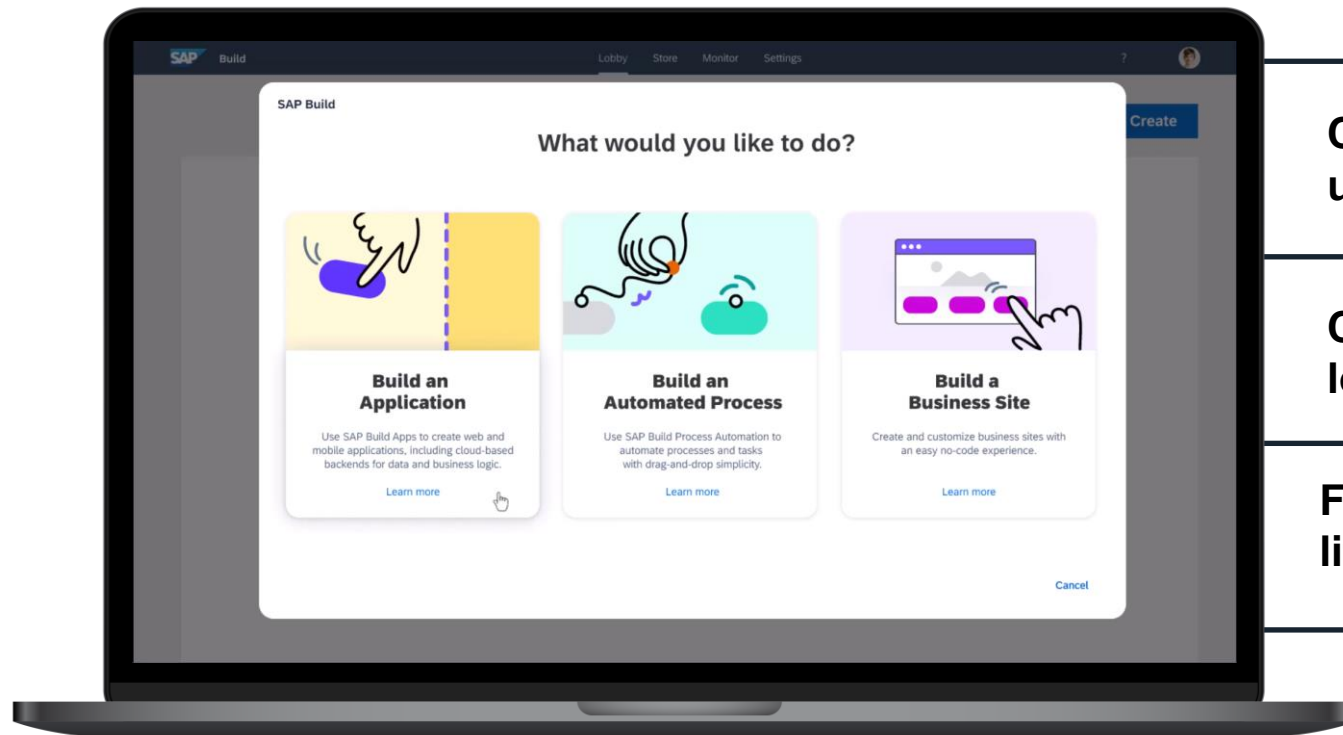 SAP Build
Lobby Store Monitor Settings
?
Create
SAP Build
What would you like to do?
Build an
Application
Use SAP Build Apps to create web and
mobile applications, including cloud-based
backends for data and business logic.
Learn more
Build an
Automated Process
Use SAP Build Process Automation to
automate processes and tasks
with drag-and-drop simplicity.
Learn more
Build a
Business Site
Create and customize business sites with
an easy no-code experience.
Learn more
Cancel